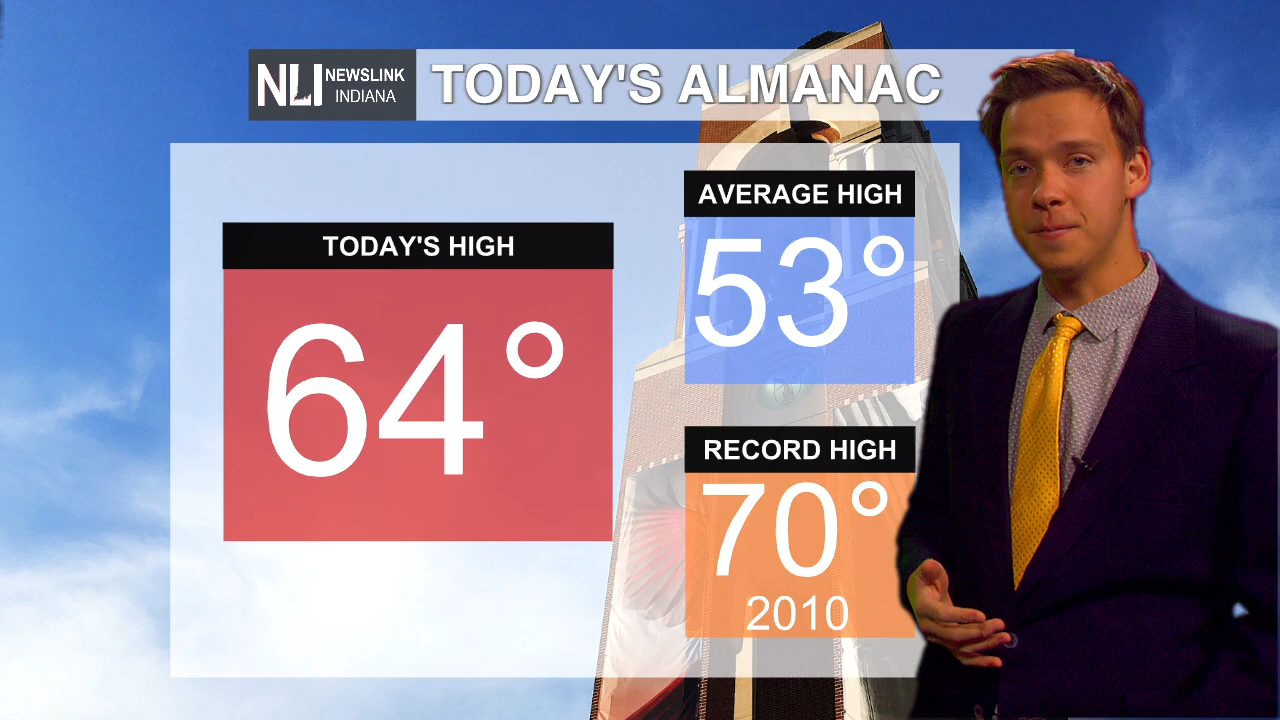 NLI NEWSLINK INDIANA
TODAY'S ALMANAC
TODAY'S HIGH
64°
AVERAGE HIGH
53°
RECORD HIGH
70°
2010